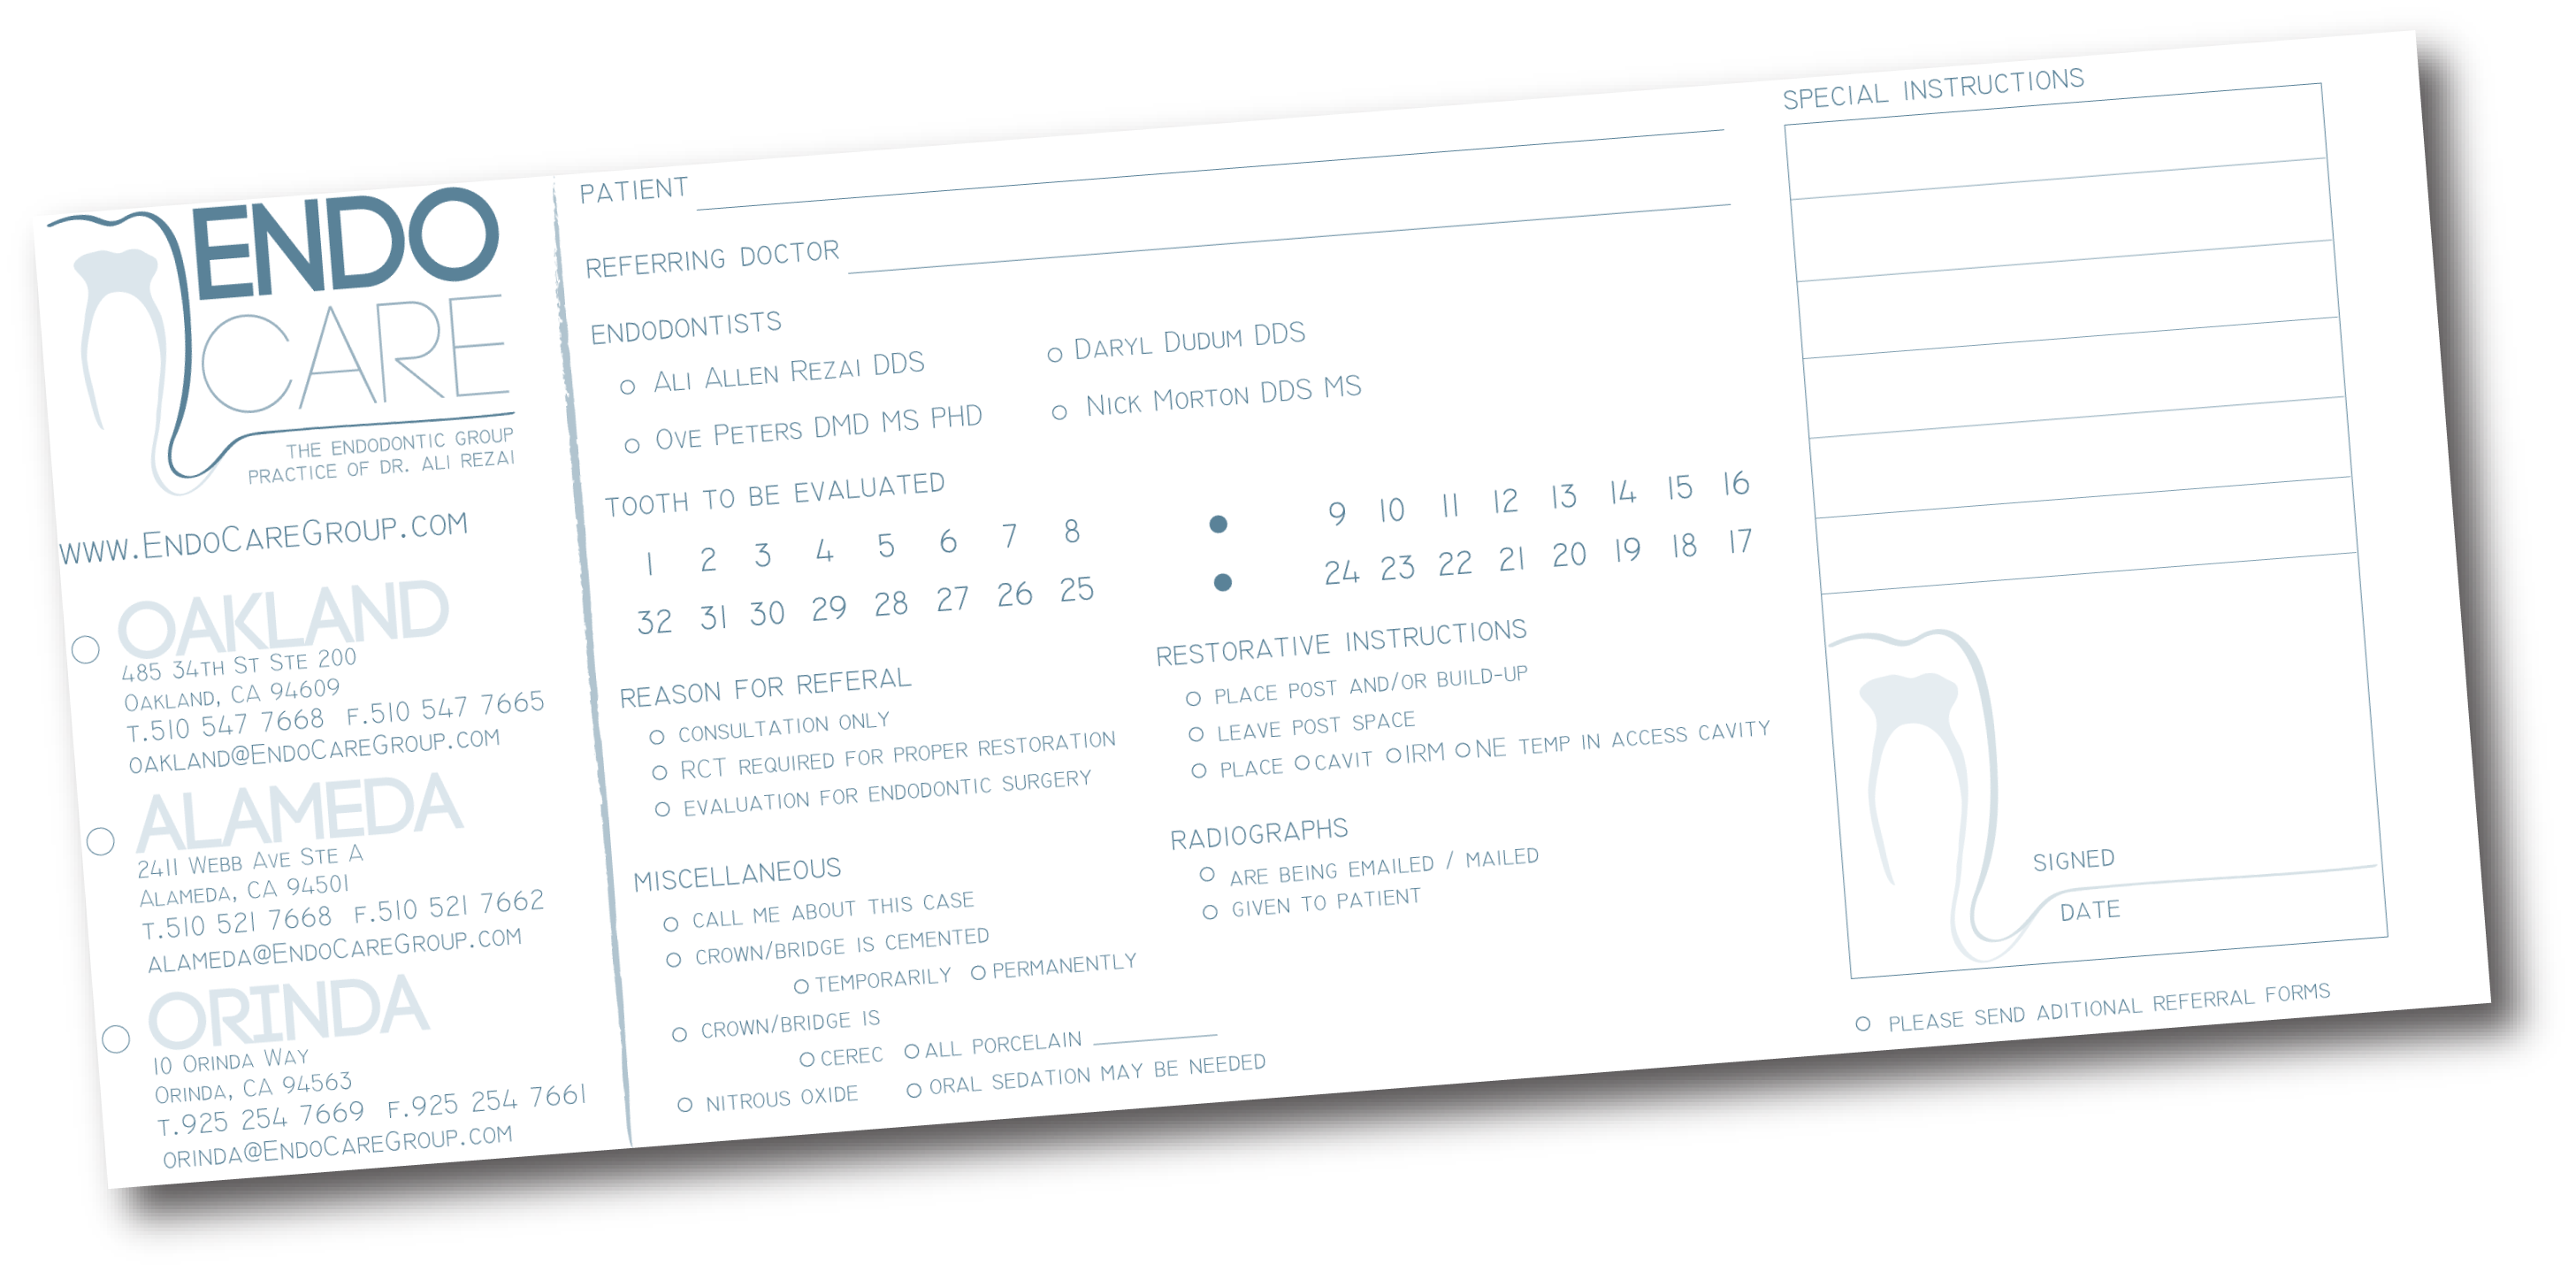 ENDO
CARE
THE ENDODONTIC GROUP
PRACTICE OF DR. ALI REZAI
WWW.ENDOCAREGROUP.COM
OAKLAND
485 34TH ST STE 200
OAKLAND, CA 94609
T.510 547 7668 F.510 547 7665
OAKLAND@ENDOCAREGROUP.COM
ALAMEDA
2411 WEBB AVE STE A
ALAMEDA, CA 94501
T.510 521 7668 F.510 521 7662
ALAMEDA@ENDOCAREGROUP.COM
ORINDA
10 ORINDA WAY
ORINDA, CA 94563
T.925 254 7669 F.925 254 7661
ORINDA@ENDOCAREGROUP.COM
PATIENT
REFERRING DOCTOR
ENDODONTISTS
ALI ALLEN REZAI DDS
DARYL DUDUM DDS
OVE PETERS DMD MS PHD
NICK MORTON DDS MS
TOOTH TO BE EVALUATED
1 2 3 4 5 6 7 8 • 9 10 11 12 13 14 15 16
32 31 30 29 28 27 26 25 • 24 23 22 21 20 19 18 17
REASON FOR REFERAL
CONSULTATION ONLY
RCT REQUIRED FOR PROPER RESTORATION
EVALUATION FOR ENDODONTIC SURGERY
MISCELLANEOUS
CALL ME ABOUT THIS CASE
CROWN/BRIDGE IS CEMENTED
TEMPORARILY PERMANENTLY
CROWN/BRIDGE IS
CEREC ALL PORCELAIN
NITROUS OXIDE ORAL SEDATION MAY BE NEEDED
RESTORATIVE INSTRUCTIONS
PLACE POST AND/OR BUILD-UP
LEAVE POST SPACE
PLACE CAVIT IRM NE TEMP IN ACCESS CAVITY
RADIOGRAPHS
ARE BEING EMAILED / MAILED
GIVEN TO PATIENT
SPECIAL INSTRUCTIONS
SIGNED
DATE
PLEASE SEND ADITIONAL REFERRAL FORMS